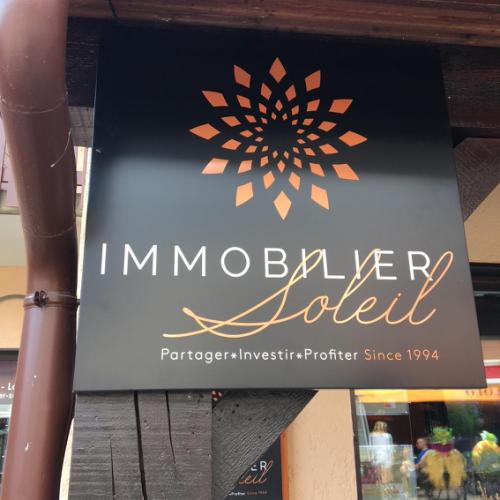 IMMOBILIER
Soleil
Partager*Investir*Profiter Since 1994